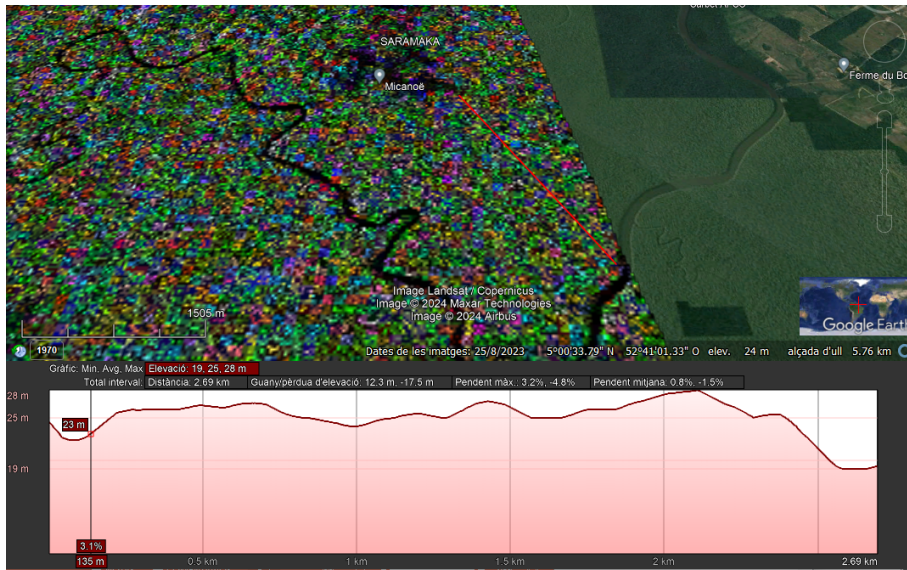 SARAMAKA
Micanoë
Ferme du Bo
Image Landsat / Copernicus
Image © 2024 Maxar Technologies
Image © 2024 Airbus
1505 m
Google Earth
1970
Dates de les imatges: 25/8/2023 5°00'33.79" N 52°41'01.33" O elev. 24 m alçada d'ull 5.76 km
Gràfic: Min. Avg. Max Elevació: 19, 25, 28 m
Total interval: Distància: 2.69 km Guany/pèrdua d'elevació: 12.3 m, -17.5 m Pendent màx.: 3.2%, -4.8% Pendent mitjana: 0.8%, -1.5%
28 m
25 m
23 m
19 m
3.1%
135 m 0.5 km 1 km 1.5 km 2 km 2.69 km